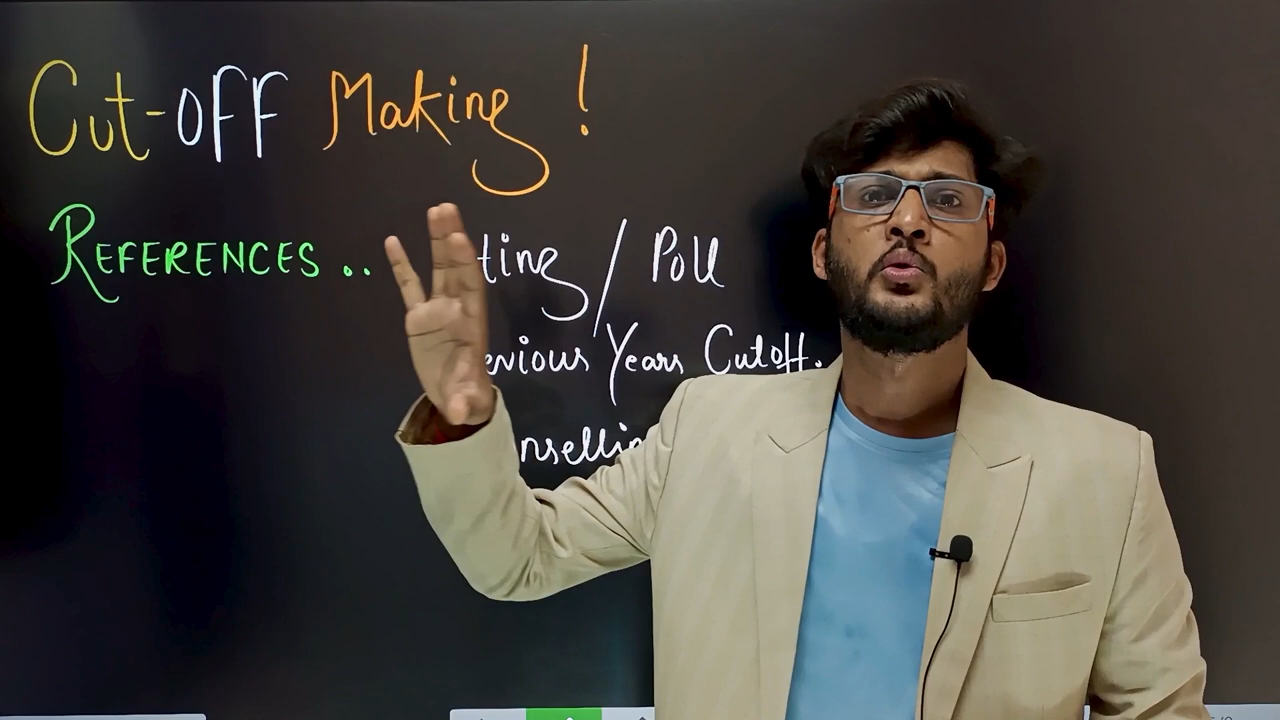 Cut-OFF Making !
REFERENCES .. / Poll
Years Cutoff.